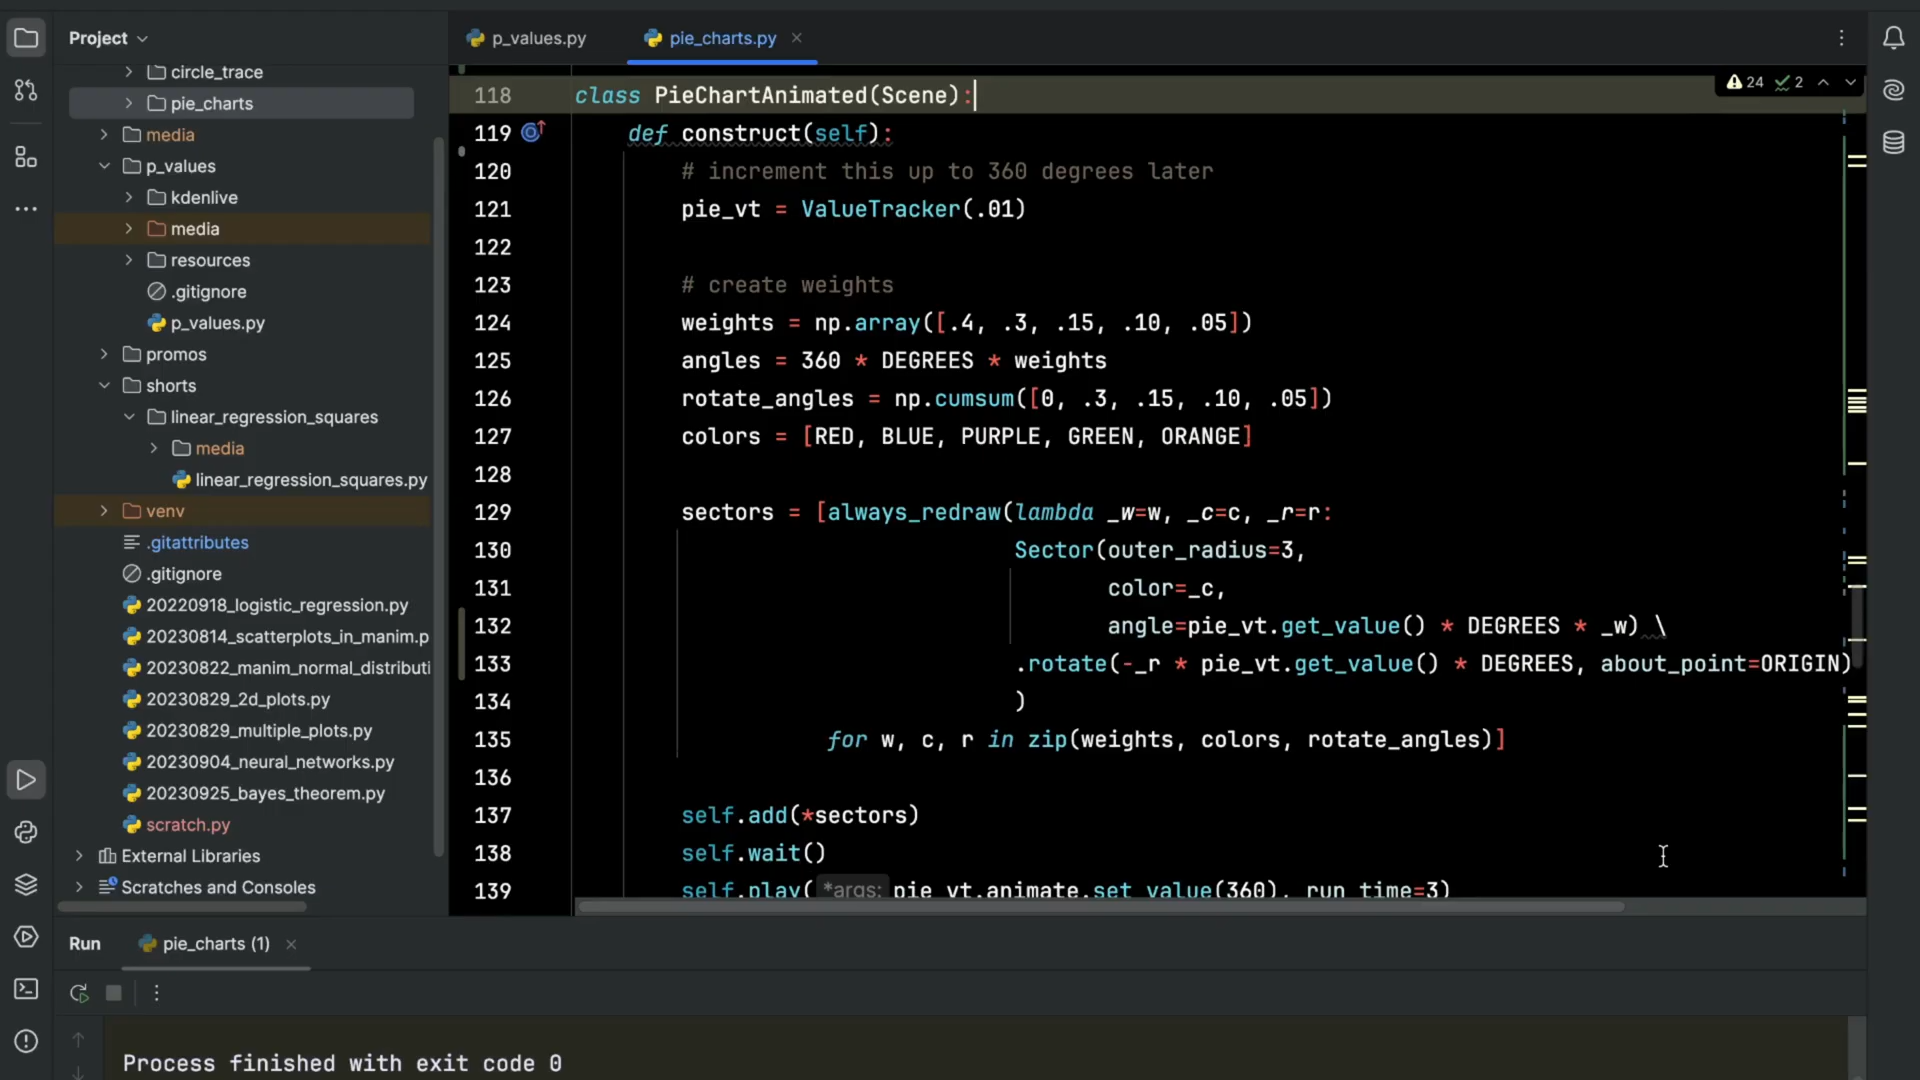 Project
p_values.py
pie_charts.py
circle_trace
pie_charts
media
p_values
kdenlive
media
resources
.gitignore
p_values.py
promos
shorts
linear_regression_squares
media
linear_regression_squares.py
venv
.gitattributes
.gitignore
20220918_logistic_regression.py
20230814_scatterplots_in_manim.p
20230822_manim_normal_distributi
20230829_2d_plots.py
20230829_multiple_plots.py
20230904_neural_networks.py
20230925_bayes_theorem.py
scratch.py
External Libraries
Scratches and Consoles
24 2
118 class PieChartAnimated(Scene):
119 def construct(self):
120 # increment this up to 360 degrees later
121 pie_vt = ValueTracker(.01)
122
123 # create weights
124 weights = np.array([.4, .3, .15, .10, .05])
125 angles = 360 * DEGREES * weights
126 rotate_angles = np.cumsum([0, .3, .15, .10, .05])
127 colors = [RED, BLUE, PURPLE, GREEN, ORANGE]
128
129 sectors = [always_redraw(lambda _w=w, _c=c, _r=r:
130 Sector(outer_radius=3,
131 color=_c,
132 angle=pie_vt.get_value() * DEGREES * _w) \
133 .rotate(-_r * pie_vt.get_value() * DEGREES, about_point=ORIGIN)
134 )
135 for w, c, r in zip(weights, colors, rotate_angles)]
136
137 self.add(*sectors)
138 self.wait()
139 self.play( *args: pie_vt.animate.set_value(360), run_time=3)
Run
pie_charts (1)
Process finished with exit code 0